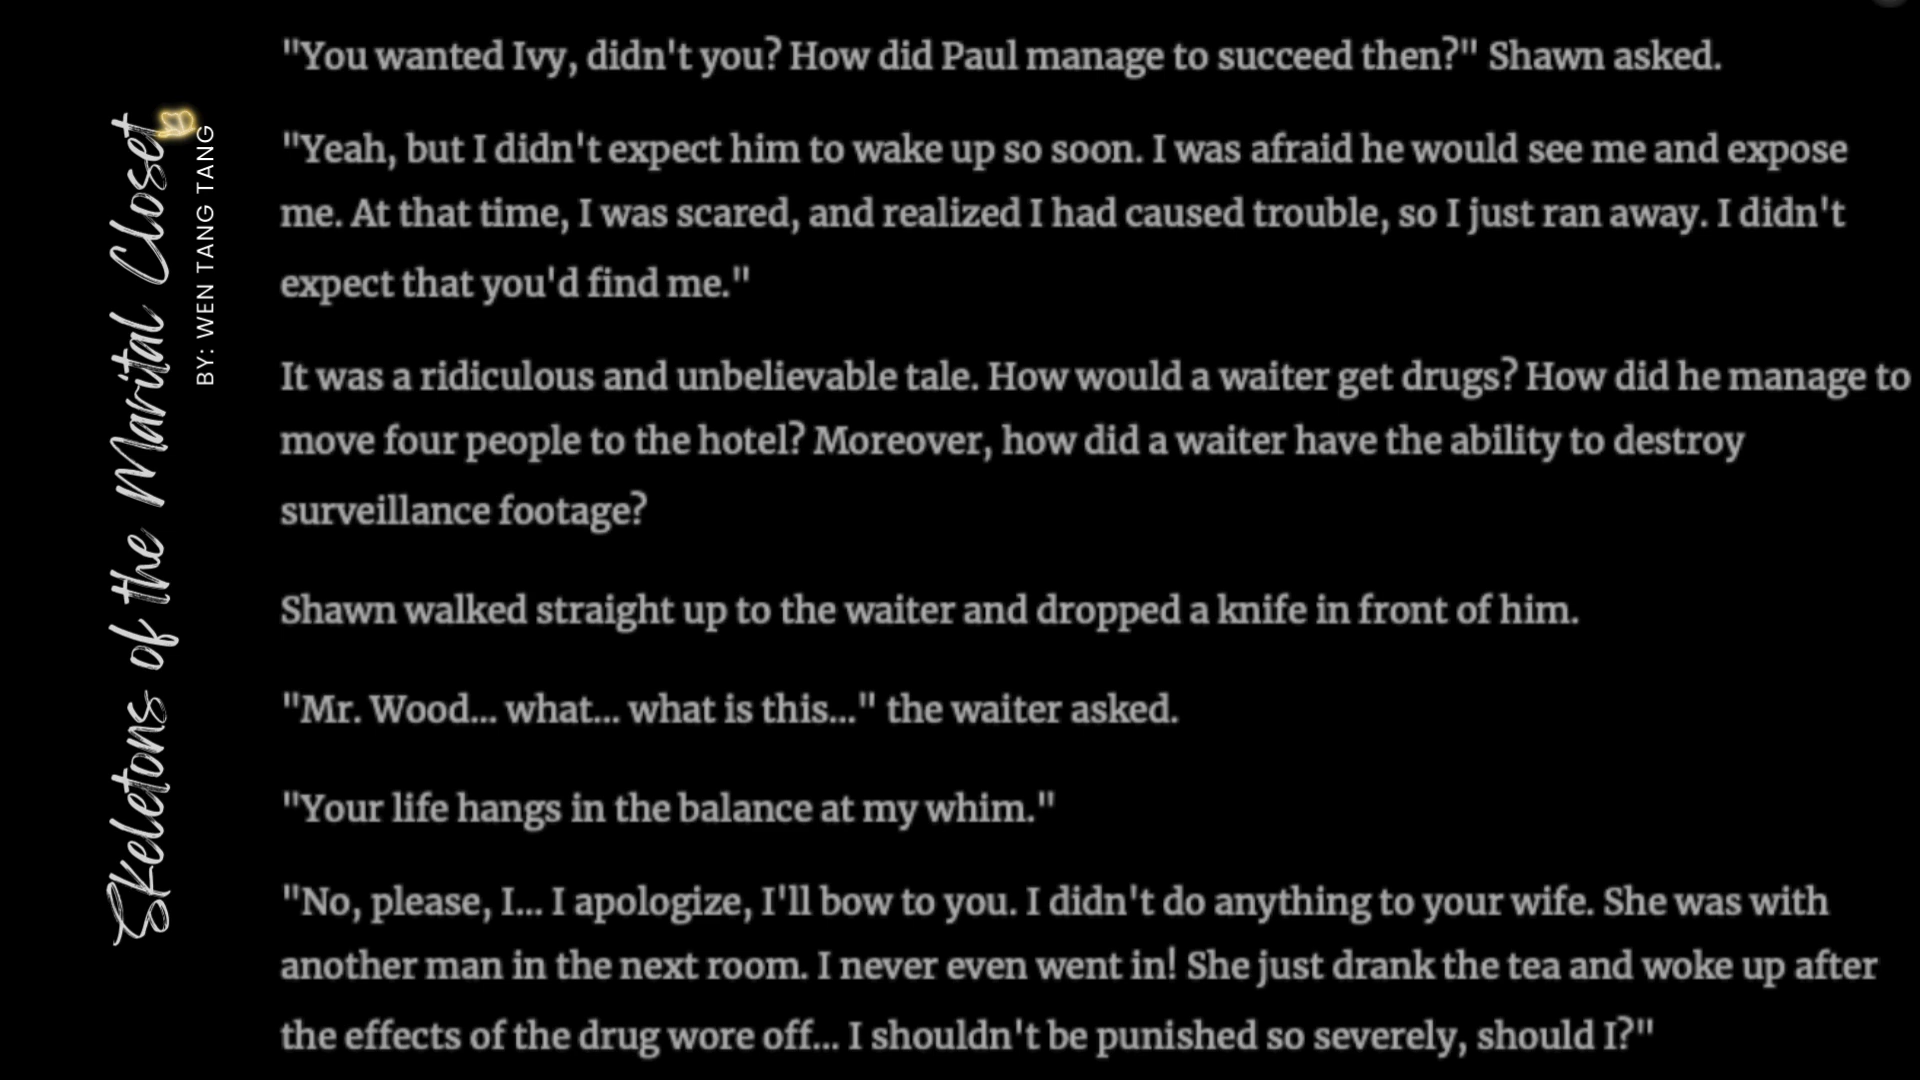 Skeletons of the Marital Closet
BY: WEN TANG TANG
"You wanted Ivy, didn't you? How did Paul manage to succeed then?" Shawn asked.
"Yeah, but I didn't expect him to wake up so soon. I was afraid he would see me and expose
me. At that time, I was scared, and realized I had caused trouble, so I just ran away. I didn't
expect that you'd find me."
It was a ridiculous and unbelievable tale. How would a waiter get drugs? How did he manage to
move four people to the hotel? Moreover, how did a waiter have the ability to destroy
surveillance footage?
Shawn walked straight up to the waiter and dropped a knife in front of him.
"Mr. Wood... what... what is this..." the waiter asked.
"Your life hangs in the balance at my whim."
"No, please, I... I apologize, I'll bow to you. I didn't do anything to your wife. She was with
another man in the next room. I never even went in! She just drank the tea and woke up after
the effects of the drug wore off... I shouldn't be punished so severely, should I?"